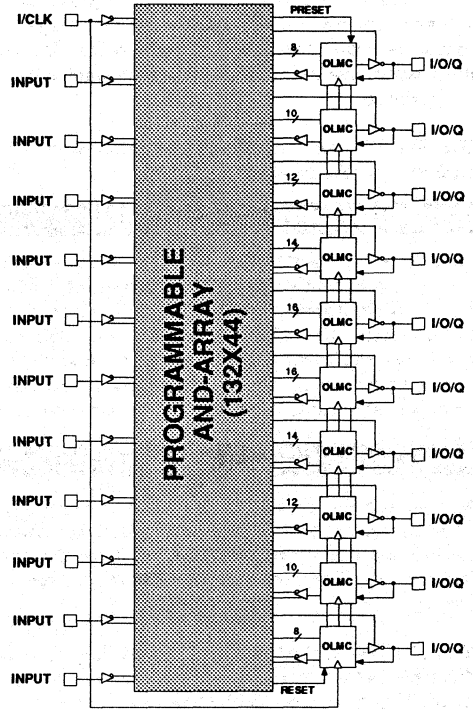 PRESET
I/CLK
8
OLMC
I/O/Q
INPUT
10
OLMC
I/O/Q
INPUT
12
OLMC
I/O/Q
INPUT
14
OLMC
I/O/Q
INPUT
16
OLMC
I/O/Q
INPUT
PROGRAMMABLE
AND-ARRAY
(132X44)
16
OLMC
I/O/Q
INPUT
14
OLMC
I/O/Q
INPUT
12
OLMC
I/O/Q
INPUT
10
OLMC
I/O/Q
INPUT
8
OLMC
I/O/Q
INPUT
RESET
INPUT